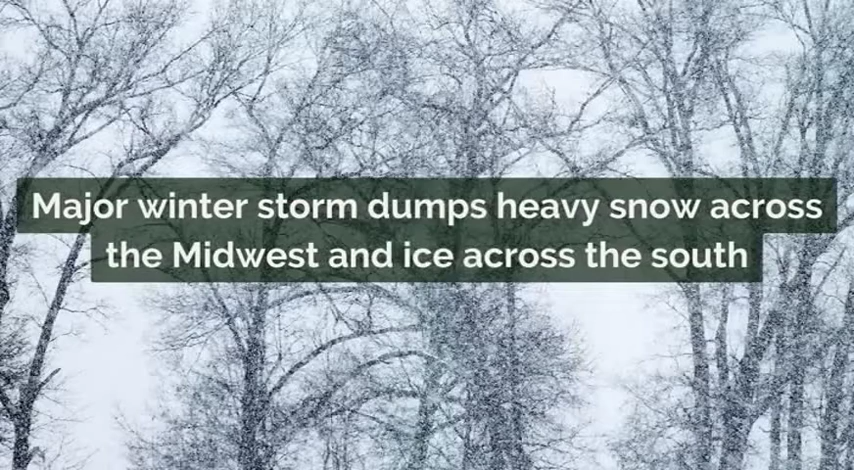 Major winter storm dumps heavy snow across
the Midwest and ice across the south